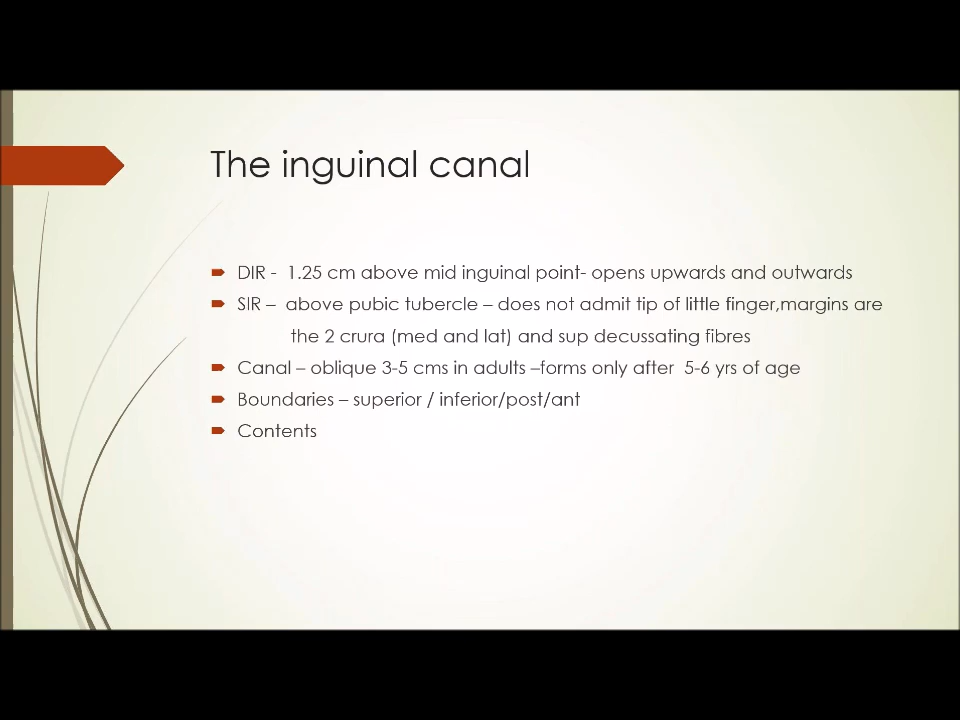 The inguinal canal
DIR - 1.25 cm above mid inguinal point- opens upwards and outwards
SIR – above pubic tubercle – does not admit tip of little finger,margins are
the 2 crura (med and lat) and sup decussating fibres
Canal – oblique 3-5 cms in adults –forms only after 5-6 yrs of age
Boundaries – superior / inferior/post/ant
Contents